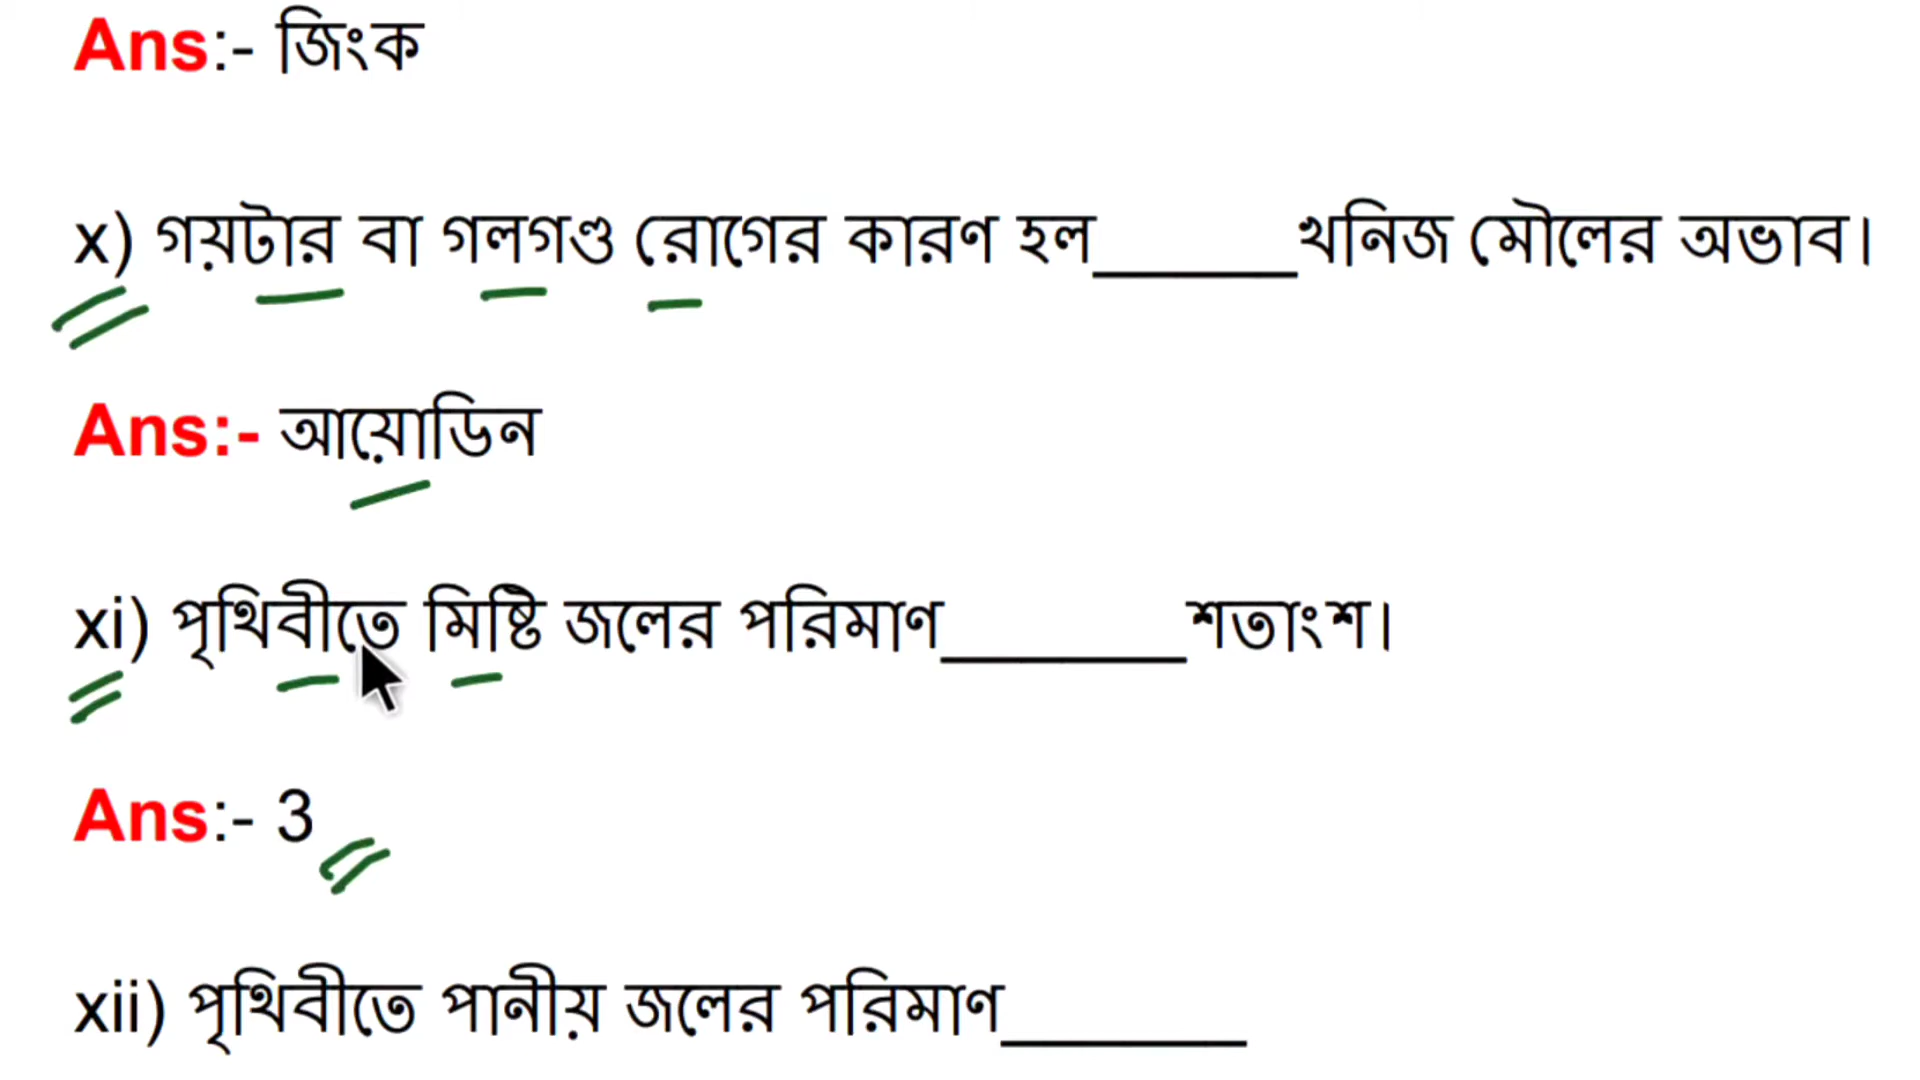 Ans:- জিংক
x) গয়টার বা গলগণ্ড রোগের কারণ হল______খনিজ মৌলের অভাব।
Ans:- আয়োডিন
xi) পৃথিবীতে মিষ্টি জলের পরিমাণ_______শতাংশ।
Ans:- 3
xii) পৃথিবীতে পানীয় জলের পরিমাণ_______